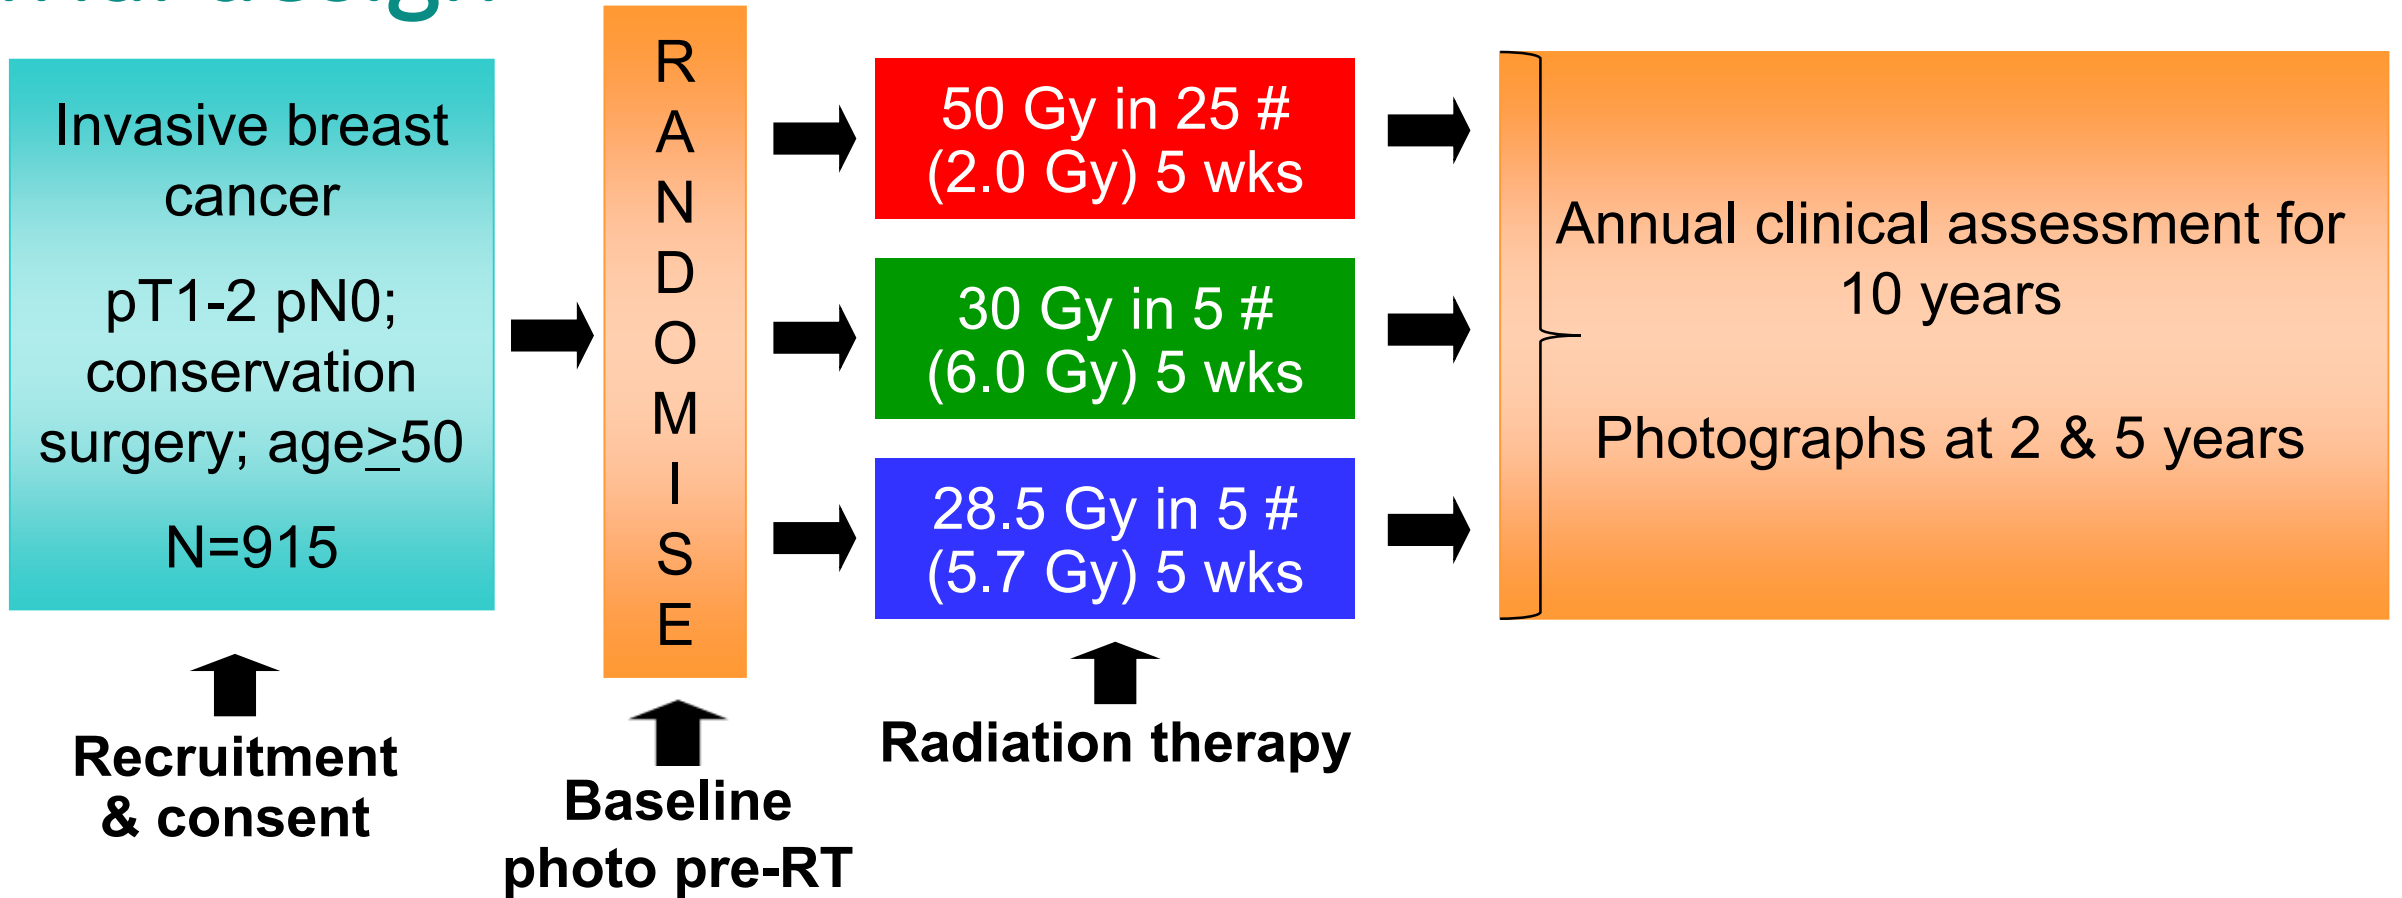 design
Invasive breast
cancer
pT1-2 pN0;
conservation
surgery; age≥50
N=915
R
A
N
D
O
M
I
S
E
50 Gy in 25 #
(2.0 Gy) 5 wks
30 Gy in 5 #
(6.0 Gy) 5 wks
28.5 Gy in 5 #
(5.7 Gy) 5 wks
Annual clinical assessment for
10 years
Photographs at 2 & 5 years
Recruitment
& consent
Baseline
photo pre-RT
Radiation therapy